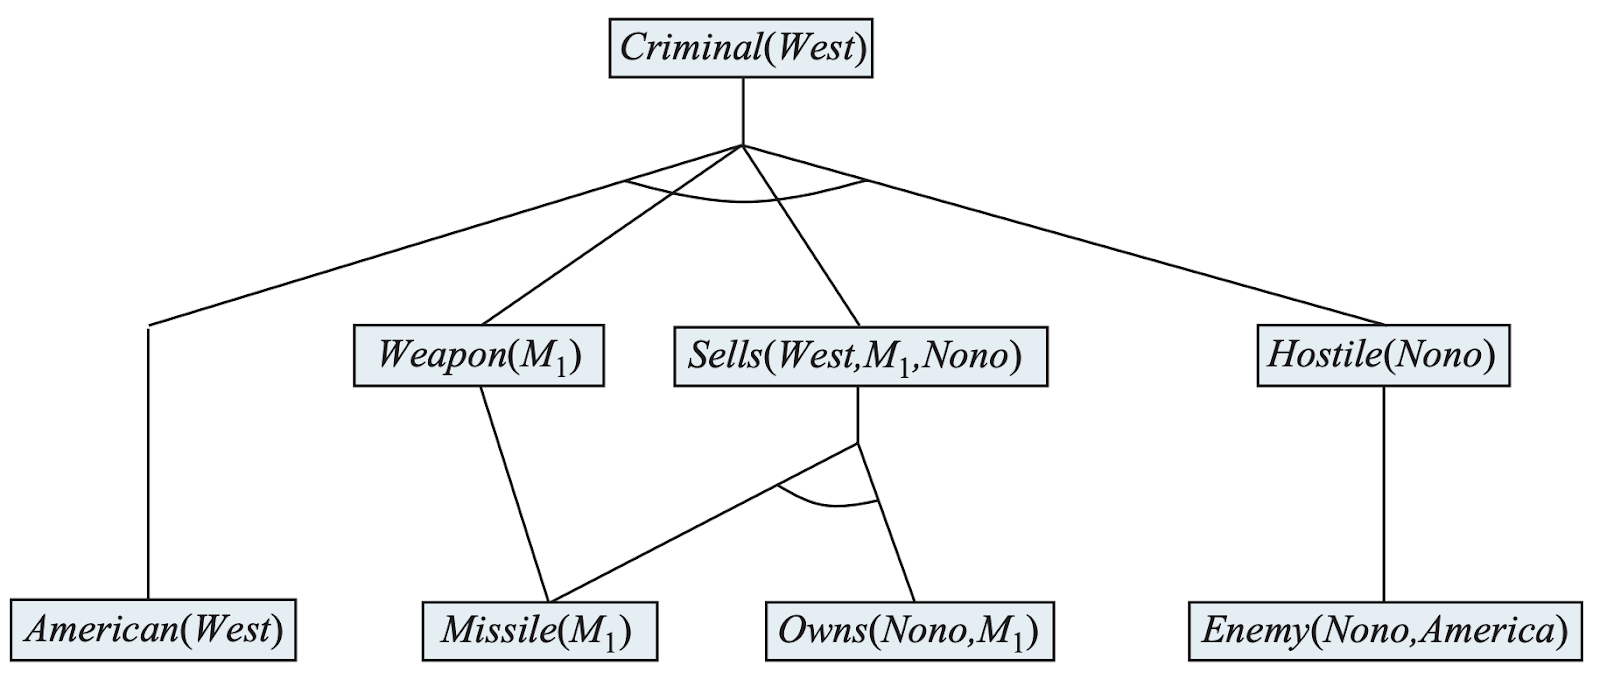 Criminal(West)
Weapon(M₁)
Sells(West,M₁,Nono)
Hostile(Nono)
American(West)
Missile(M₁)
Owns(Nono,M₁)
Enemy(Nono,America)